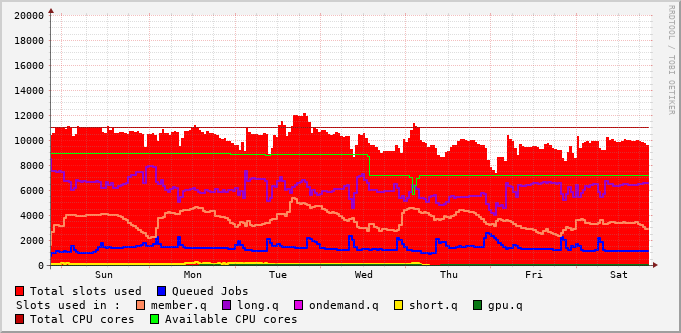 RRDTOOL / TOBI OETIKER
20000
18000
16000
14000
12000
10000
8000
6000
4000
2000
0
Sun Mon Tue Wed Thu Fri Sat
Total slots used Queued Jobs
Slots used in : member.q long.q ondemand.q short.q gpu.q
Total CPU cores Available CPU cores